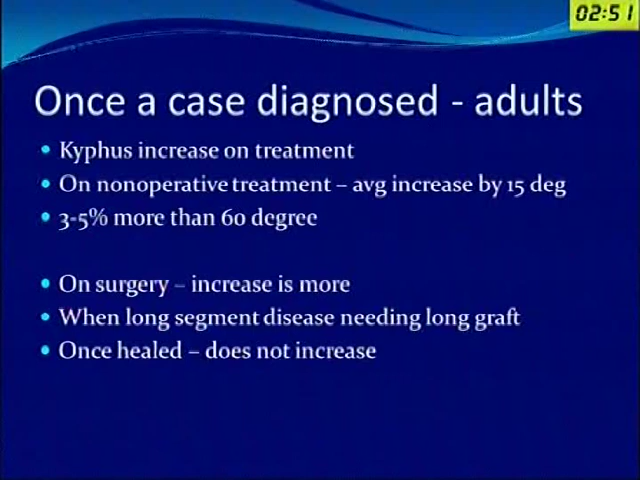 02:51
Once a case diagnosed - adults
Kyphus increase on treatment
On nonoperative treatment – avg increase by 15 deg
3-5% more than 60 degree
On surgery – increase is more
When long segment disease needing long graft
Once healed – does not increase